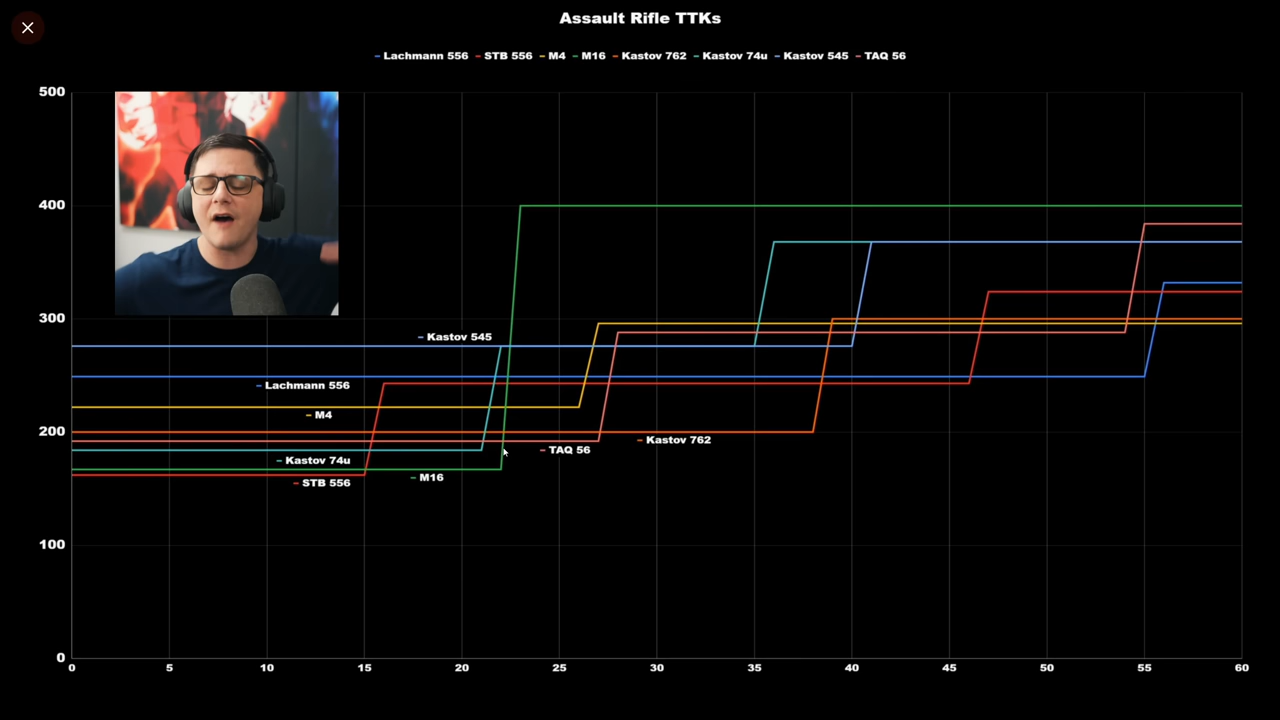 Assault Rifle TTKs
Lachmann 556 STB 556 M4 M16 Kastov 762 Kastov 74u Kastov 545 TAQ 56
500
400
300
Kastov 545
Lachmann 556
M4
200
Kastov 762
TAQ 56
Kastov 74u
M16
STB 556
100
0
0 5 10 15 20 25 30 35 40 45 50 55 60